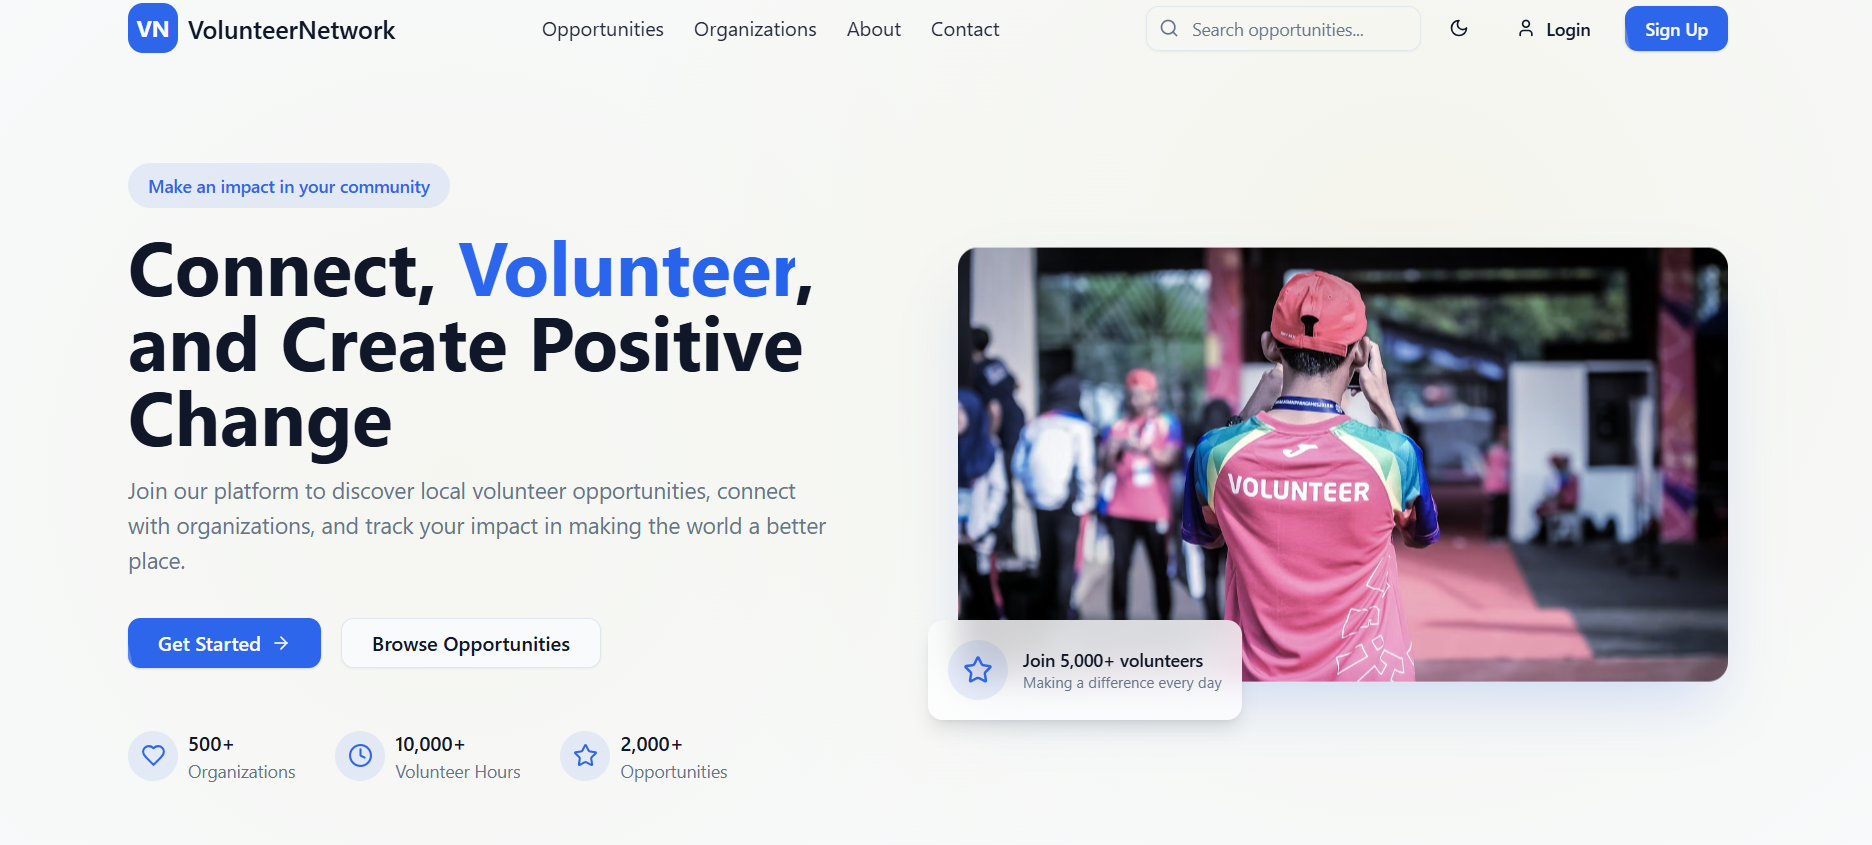 VN VolunteerNetwork
Opportunities Organizations About Contact
Search opportunities...
Login
Sign Up
Make an impact in your community
Connect, Volunteer,
and Create Positive
Change
Join our platform to discover local volunteer opportunities, connect
with organizations, and track your impact in making the world a better
place.
Get Started
Browse Opportunities
500+
Organizations
10,000+
Volunteer Hours
2,000+
Opportunities
VOLUNTEER
Join 5,000+ volunteers
Making a difference every day